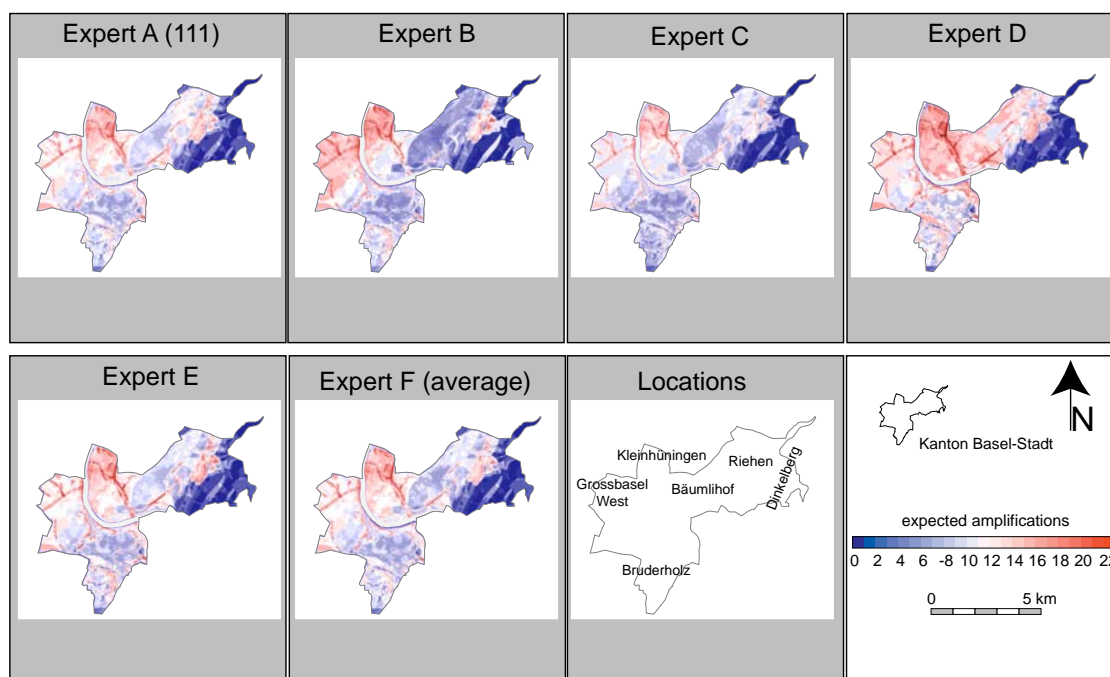 Expert A (111)
Expert B
Expert C
Expert D
Expert E
Expert F (average)
Locations
Kleinhüningen
Riehen
Dinkelberg
Grossbasel
West
Bäumlihof
Bruderholz
N
Kanton Basel-Stadt
expected amplifications
0 2 4 6 -8 10 12 14 16 18 20 22
0 5 km